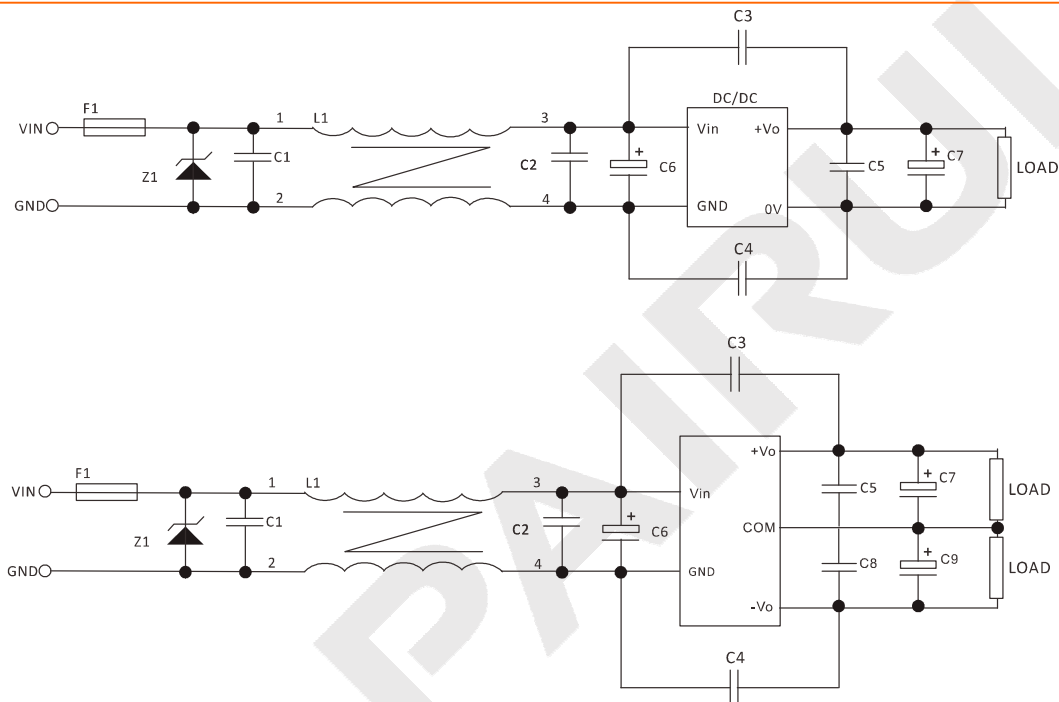 C3
F1
1
L1
3
DC/DC
VIN
Vin
+Vo
Z1
C1
C2
+
C6
C5
+
C7
LOAD
GND
2
4
GND
0V
C4
PAIRUI
C3
+Vo
F1
1
L1
3
VIN
Vin
C5
+
C7
LOAD
Z1
C1
C2
+
C6
COM
GND
2
4
GND
C8
+
C9
LOAD
-Vo
C4